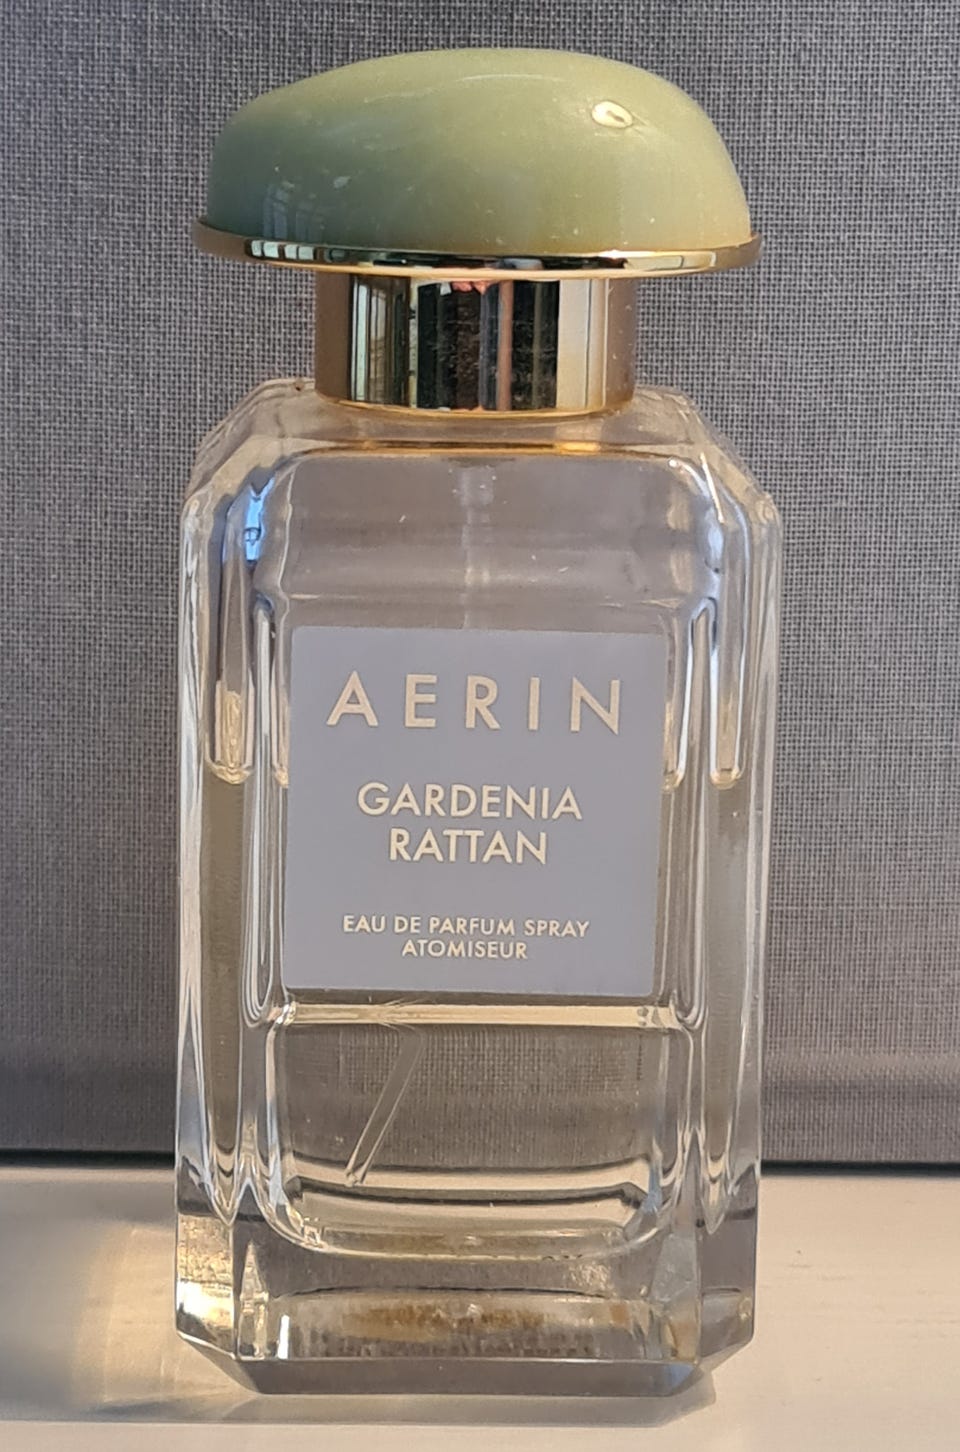 AERIN
GARDENIA
RATTAN
EAU DE PARFUM SPRAY
ATOMISEUR